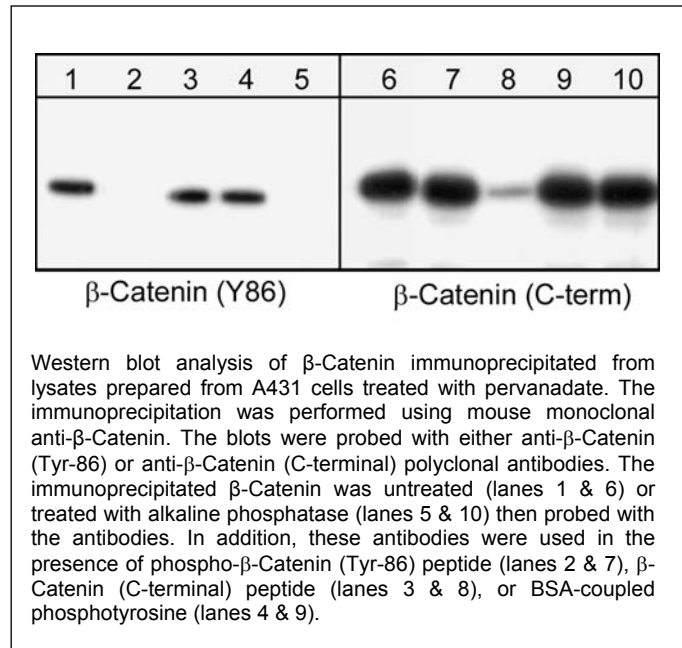 1 2 3 4 5 6 7 8 9 10
β-Catenin (Y86) β-Catenin (C-term)
Western blot analysis of β-Catenin immunoprecipitated from
lysates prepared from A431 cells treated with pervanadate. The
immunoprecipitation was performed using mouse monoclonal
anti-β-Catenin. The blots were probed with either anti-β-Catenin
(Tyr-86) or anti-β-Catenin (C-terminal) polyclonal antibodies. The
immunoprecipitated β-Catenin was untreated (lanes 1 & 6) or
treated with alkaline phosphatase (lanes 5 & 10) then probed with
the antibodies. In addition, these antibodies were used in the
presence of phospho-β-Catenin (Tyr-86) peptide (lanes 2 & 7), β-
Catenin (C-terminal) peptide (lanes 3 & 8), or BSA-coupled
phosphotyrosine (lanes 4 & 9).